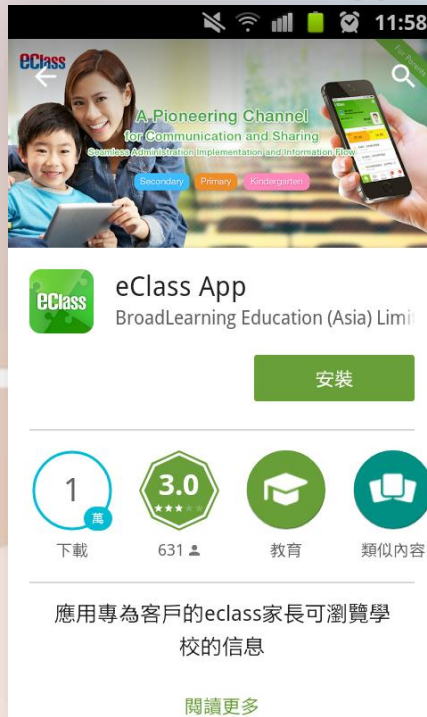 11:58
eClass
For Parents
A Pioneering Channel
for Communication and Sharing
Seamless Administration Implementation and Information Flow
Secondary Primary Kindergarten
eClass
eClass App
BroadLearning Education (Asia) Limi
安裝
1 萬
3.0
下載 631 教育 類似內容
應用專為客戶的eclass家長可瀏覽學
校的信息
閱讀更多